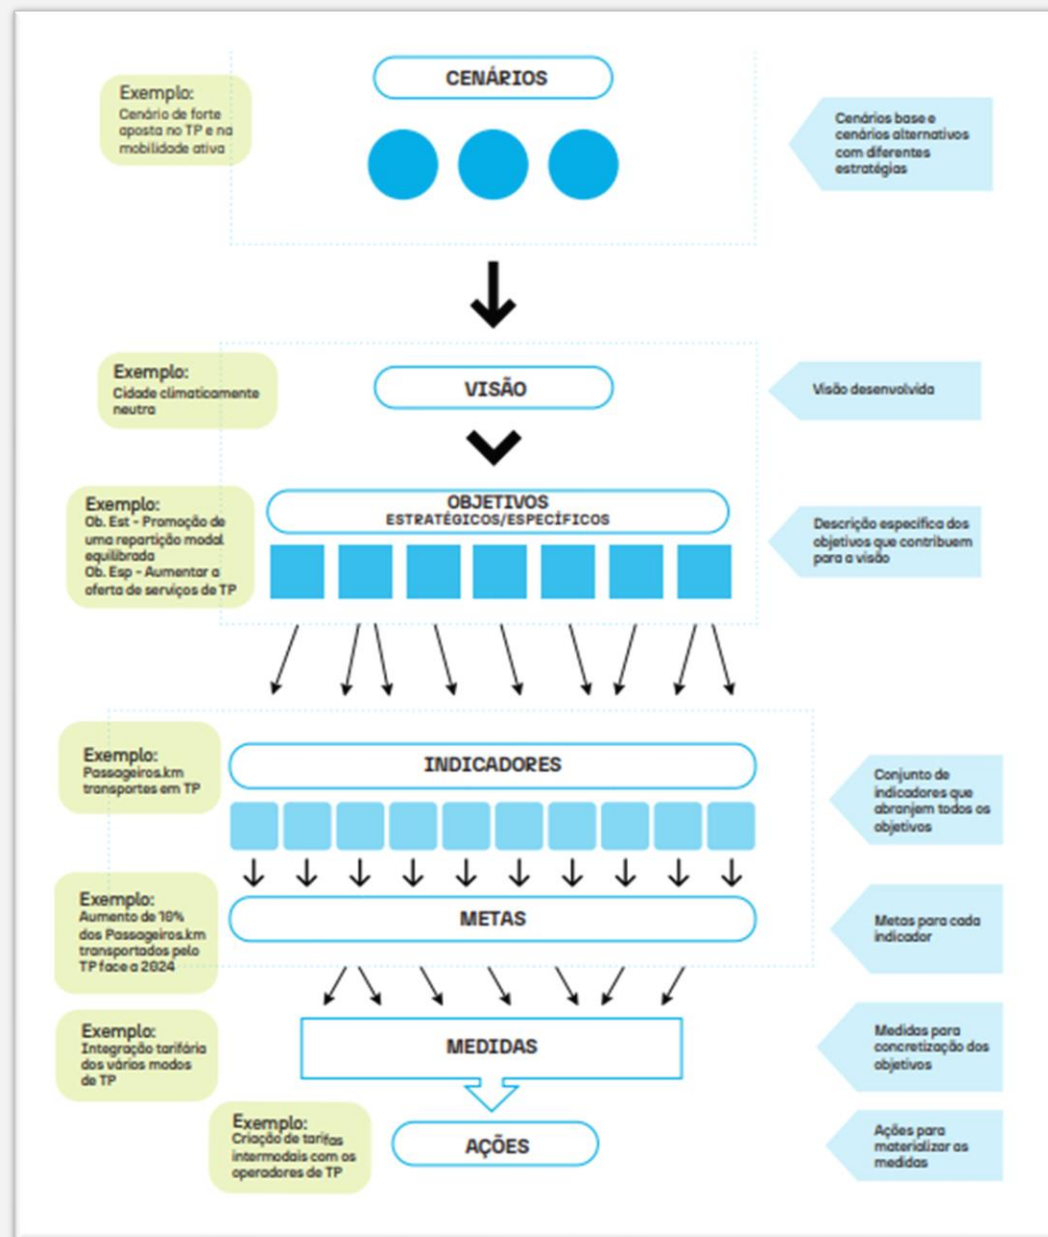 CENÁRIOS
Exemplo:
Cenário de forte
aposta no TP e na
mobilidade ativa
Cenários base e
cenários alternativos
com diferentes
estratégias
Exemplo:
Cidade climaticamente
neutra
VISÃO
Visão desenvolvida
Exemplo:
Ob. Est - Promoção de
uma repartição modal
equilibrada
Ob. Esp - Aumentar a
oferta de serviços de TP
OBJETIVOS
ESTRATÉGICOS/ESPECÍFICOS
Descrição específica dos
objetivos que contribuem
para a visão
Exemplo:
Passageiros.km
transportes em TP
INDICADORES
Conjunto de
indicadores que
abranjem todos os
objetivos
Exemplo:
Aumento de 10%
dos Passageiros.km
transportados pelo
TP face a 2024
METAS
Metas para cada
indicador
Exemplo:
Integração tarifária
dos vários modos
de TP
MEDIDAS
Medidas para
concretização dos
objetivos
Exemplo:
Criação de tarifas
intermodais com os
operadores de TP
AÇÕES
Ações para
materializar as
medidas